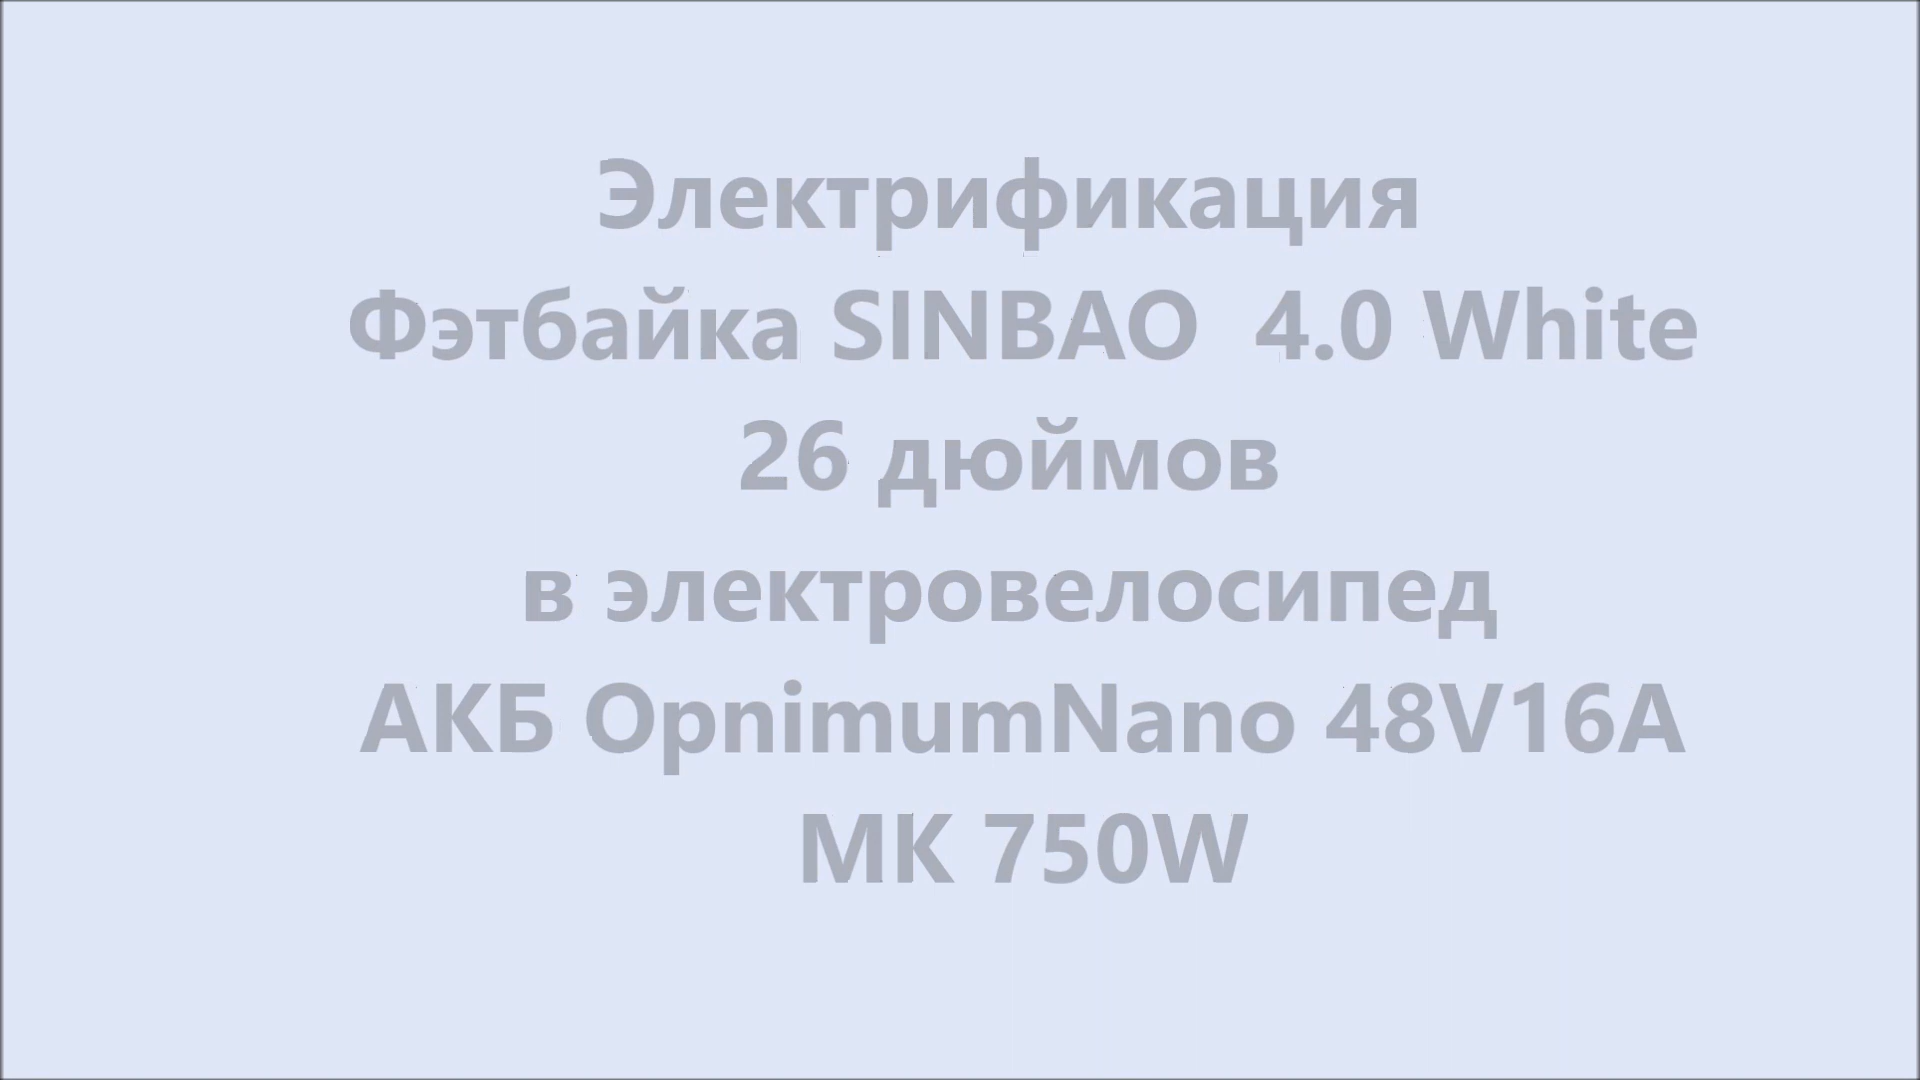 Электрификация
Фэтбайка SINBAO 4.0 White
26 дюймов
в электровелосипед
АКБ OpnimumNano 48V16A
МК 750W